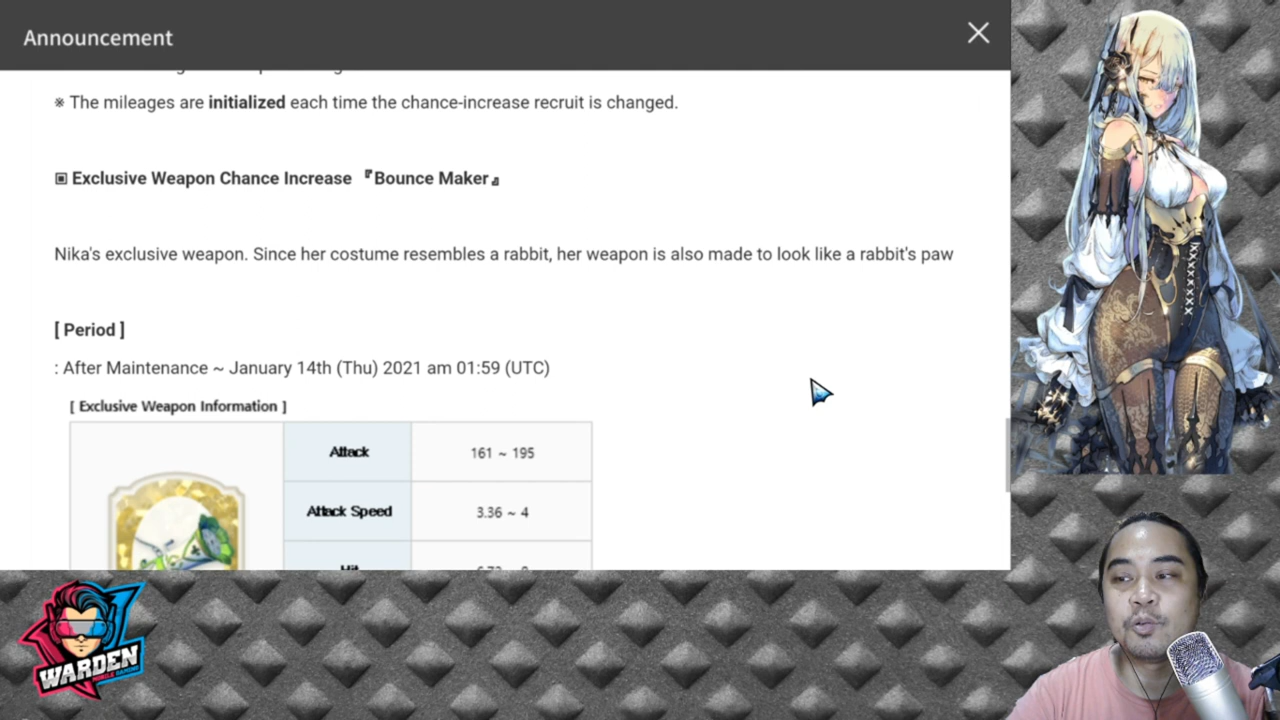 Announcement
※ The mileages are initialized each time the chance-increase recruit is changed.
▣ Exclusive Weapon Chance Increase 『Bounce Maker』
Nika's exclusive weapon. Since her costume resembles a rabbit, her weapon is also made to look like a rabbit's paw
[ Period ]
: After Maintenance ~ January 14th (Thu) 2021 am 01:59 (UTC)
[ Exclusive Weapon Information ]
Attack 161 ~ 195
Attack Speed 3.36 ~ 4
WARDEN
MOBILE GAMING